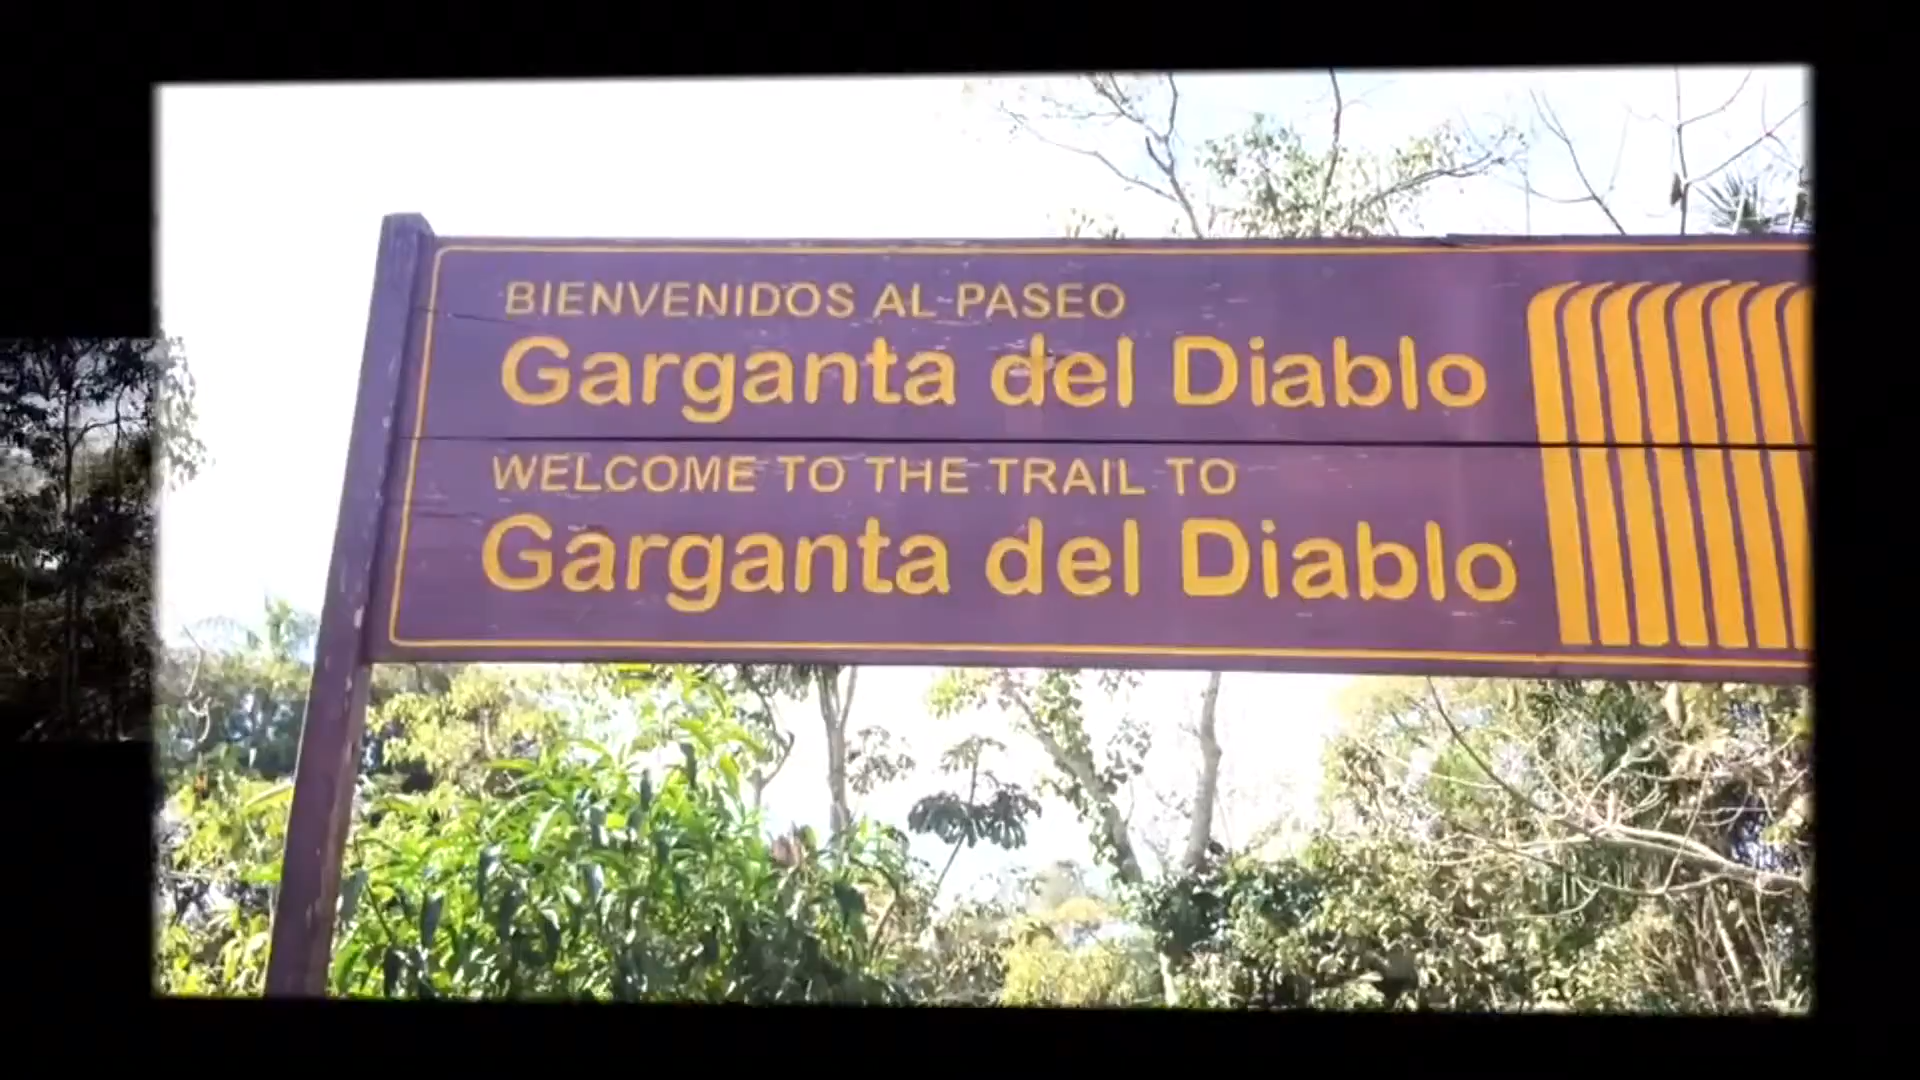 BIENVENIDOS AL PASEO
Garganta del Diablo
WELCOME TO THE TRAIL TO
Garganta del Diablo